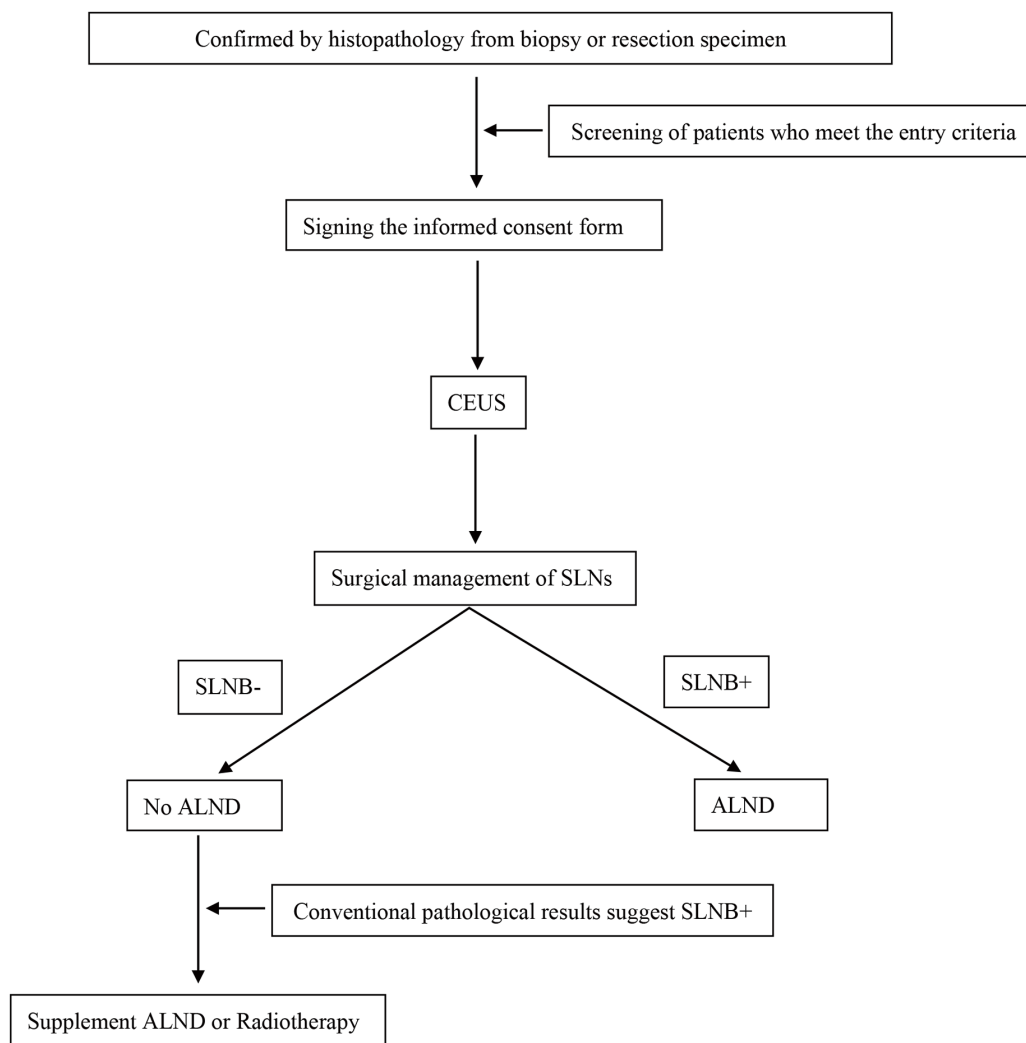 Confirmed by histopathology from biopsy or resection specimen
Screening of patients who meet the entry criteria
Signing the informed consent form
CEUS
Surgical management of SLNs
SLNB-
SLNB+
No ALND
ALND
Conventional pathological results suggest SLNB+
Supplement ALND or Radiotherapy